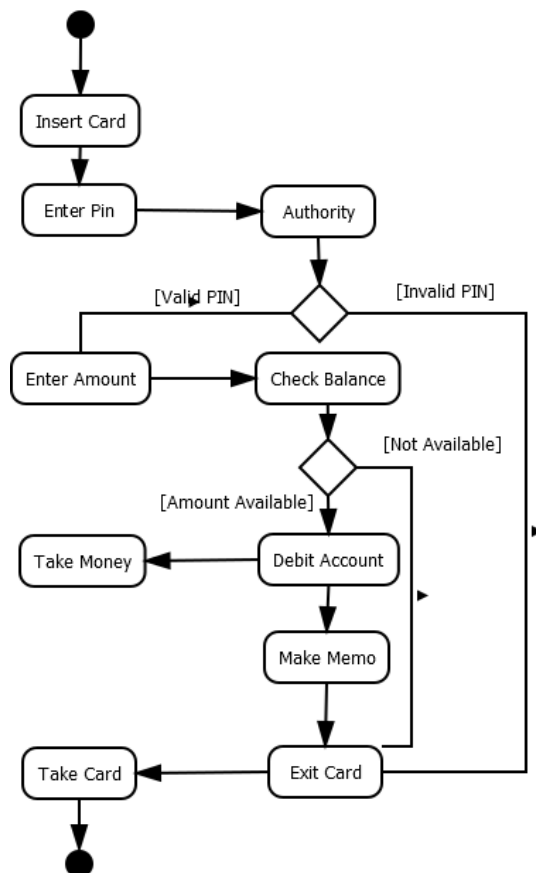 Insert Card
Enter Pin
Authority
[Valid PIN]
[Invalid PIN]
Enter Amount
Check Balance
[Not Available]
[Amount Available]
Take Money
Debit Account
Make Memo
Take Card
Exit Card